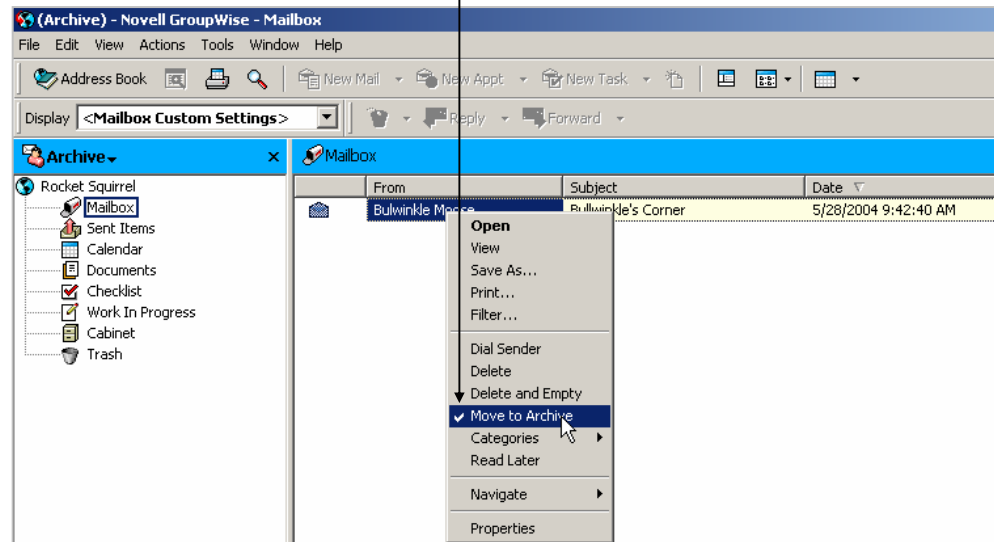 (Archive) - Novell GroupWise - Mailbox
File Edit View Actions Tools Window Help
Address Book New Mail New Appt New Task
Display <Mailbox Custom Settings> Reply Forward
Archive Mailbox
Rocket Squirrel
Mailbox
Sent Items
Calendar
Documents
Checklist
Work In Progress
Cabinet
Trash
From Subject Date
Bulwinkle Moose Bullwinkle's Corner 5/28/2004 9:42:40 AM
Open
View
Save As...
Print...
Filter...
Dial Sender
Delete
Delete and Empty
Move to Archive
Categories
Read Later
Navigate
Properties